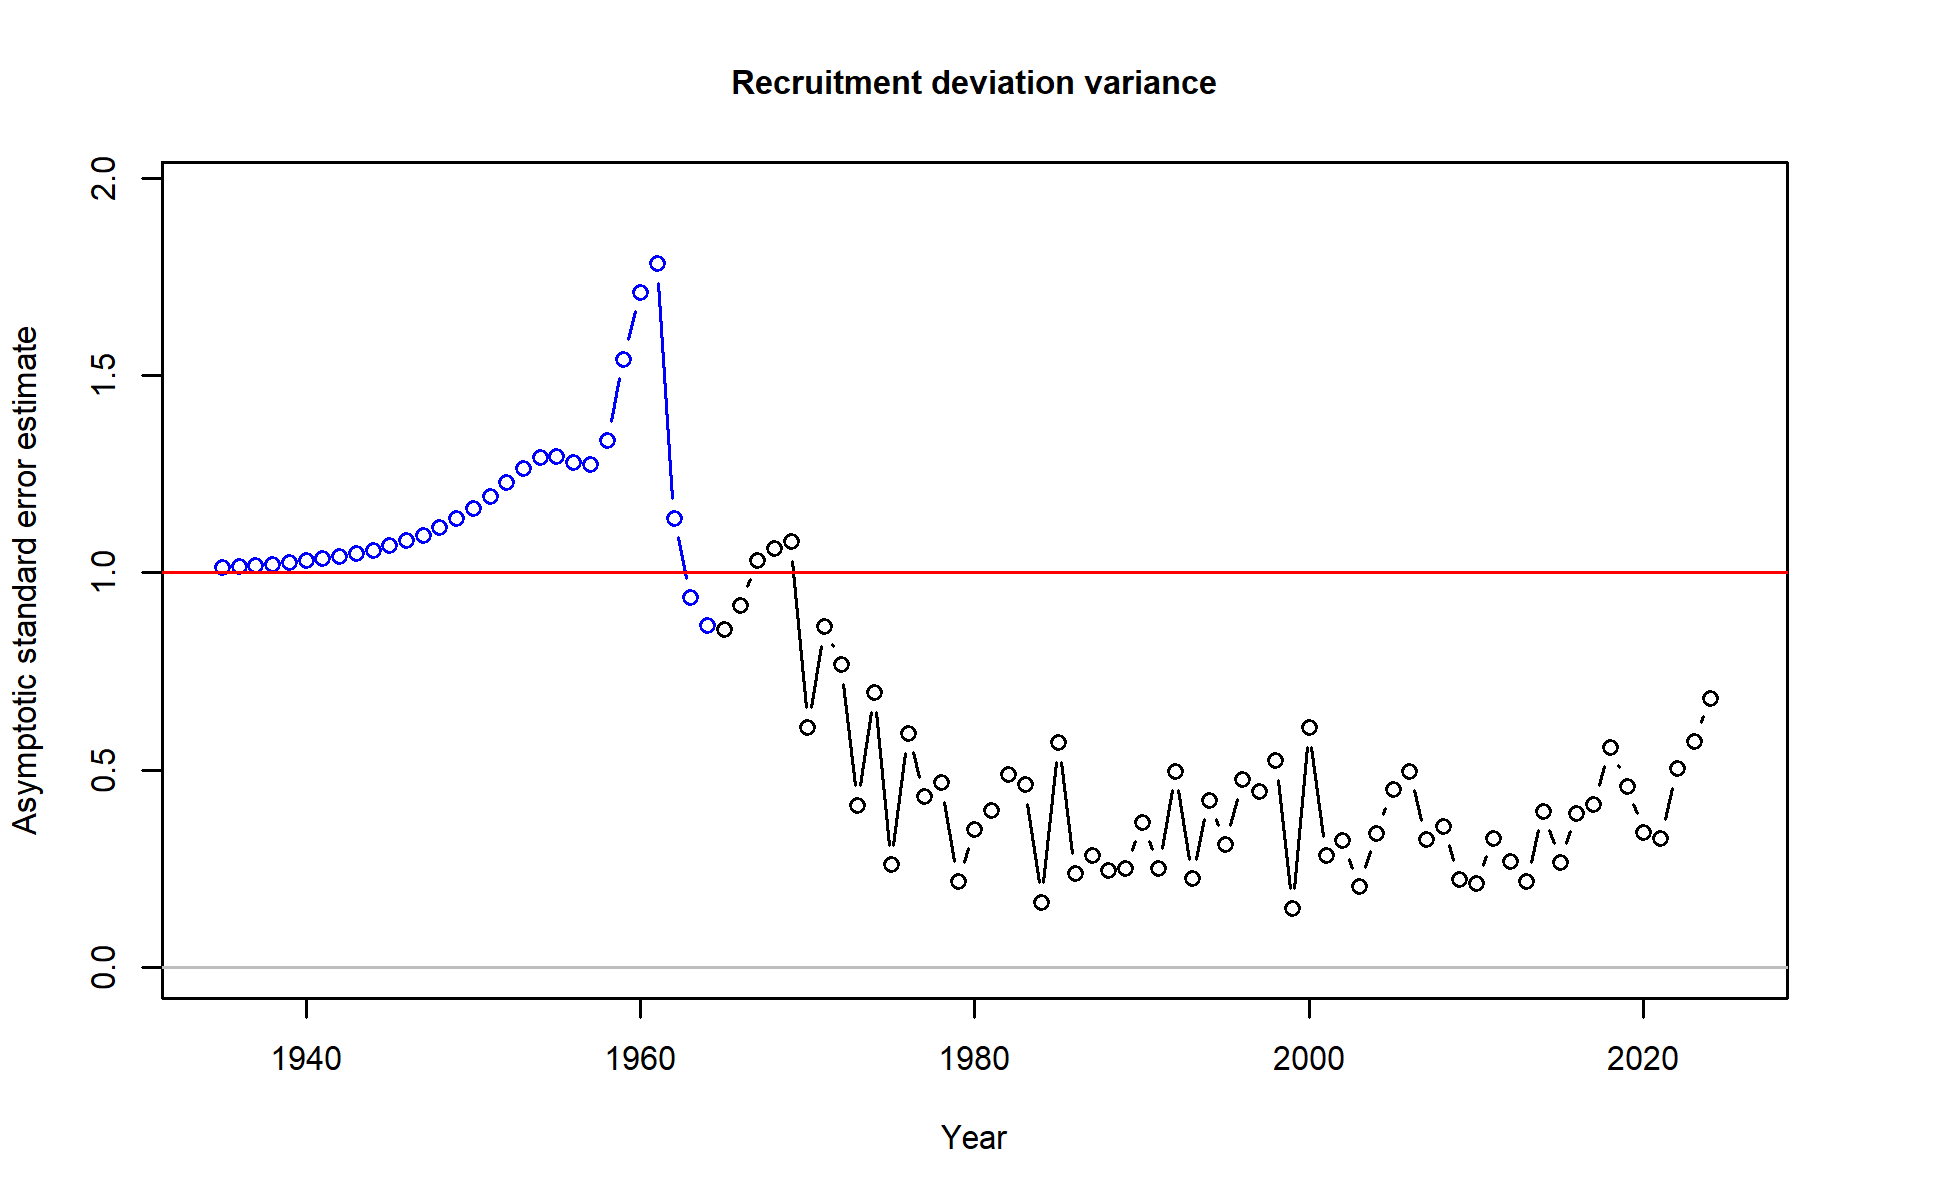 Recruitment deviation variance
Asymptotic standard error estimate
2.0
1.5
1.0
0.5
0.0
1940 1960 1980 2000 2020
Year